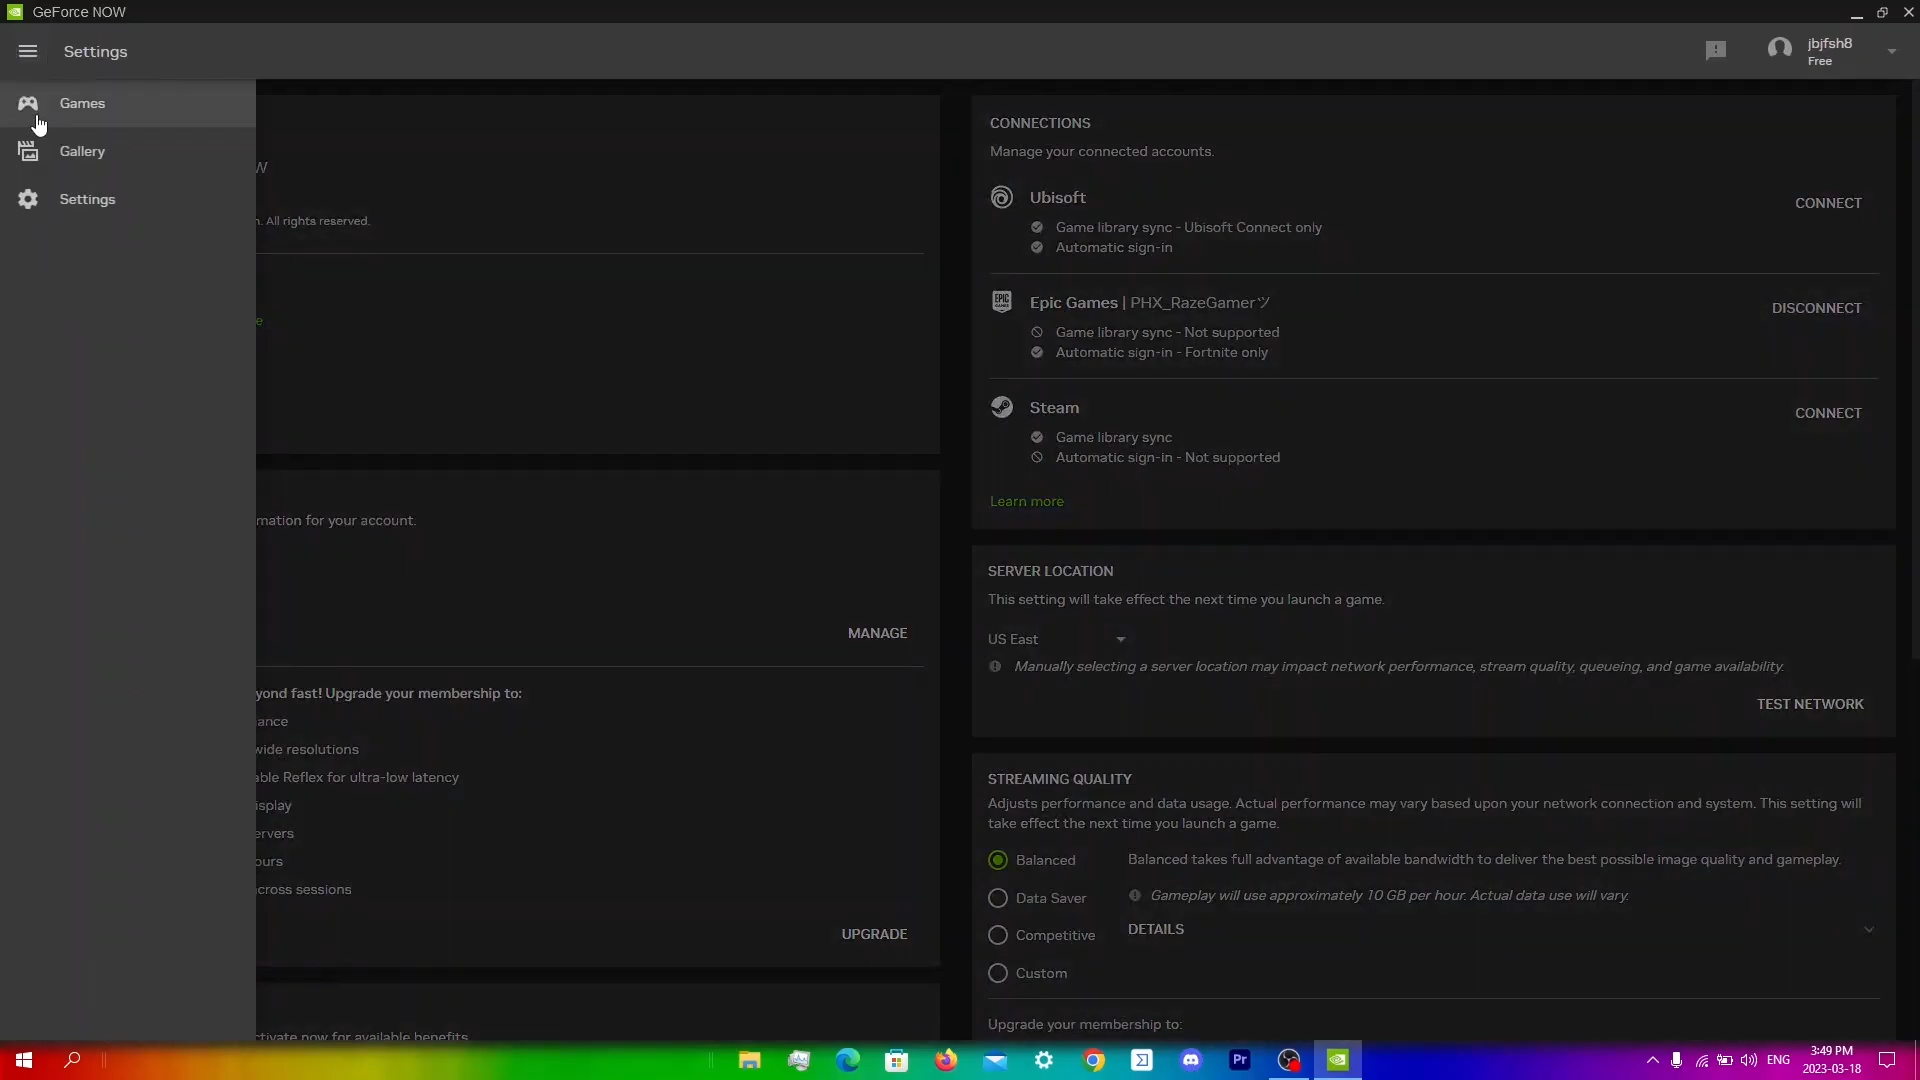 GeForce NOW
Settings
jbjfsh8
Free
Games
Gallery
Settings
W
n. All rights reserved.
e
mation for your account.
MANAGE
yond fast! Upgrade your membership to:
ance
wide resolutions
able Reflex for ultra-low latency
isplay
ervers
ours
cross sessions
UPGRADE
ctivate now for available benefits
CONNECTIONS
Manage your connected accounts.
Ubisoft
CONNECT
Game library sync - Ubisoft Connect only
Automatic sign-in
EPIC GAMES
Epic Games | PHX_RazeGamerツ
DISCONNECT
Game library sync - Not supported
Automatic sign-in - Fortnite only
Steam
CONNECT
Game library sync
Automatic sign-in - Not supported
Learn more
SERVER LOCATION
This setting will take effect the next time you launch a game.
US East
Manually selecting a server location may impact network performance, stream quality, queueing, and game availability.
TEST NETWORK
STREAMING QUALITY
Adjusts performance and data usage. Actual performance may vary based upon your network connection and system. This setting will
take effect the next time you launch a game.
Balanced
Balanced takes full advantage of available bandwidth to deliver the best possible image quality and gameplay.
Data Saver
Gameplay will use approximately 10 GB per hour. Actual data use will vary.
Competitive
DETAILS
Custom
Upgrade your membership to:
Pr
ENG
3:49 PM
2023-03-18